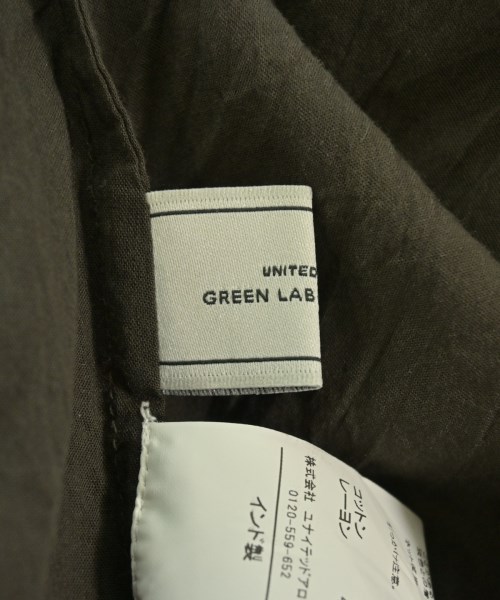 UNITED
GREEN LAB
コットン
レーヨン
株式会社 ユナイテッドアロ
0120-559-652
インド製